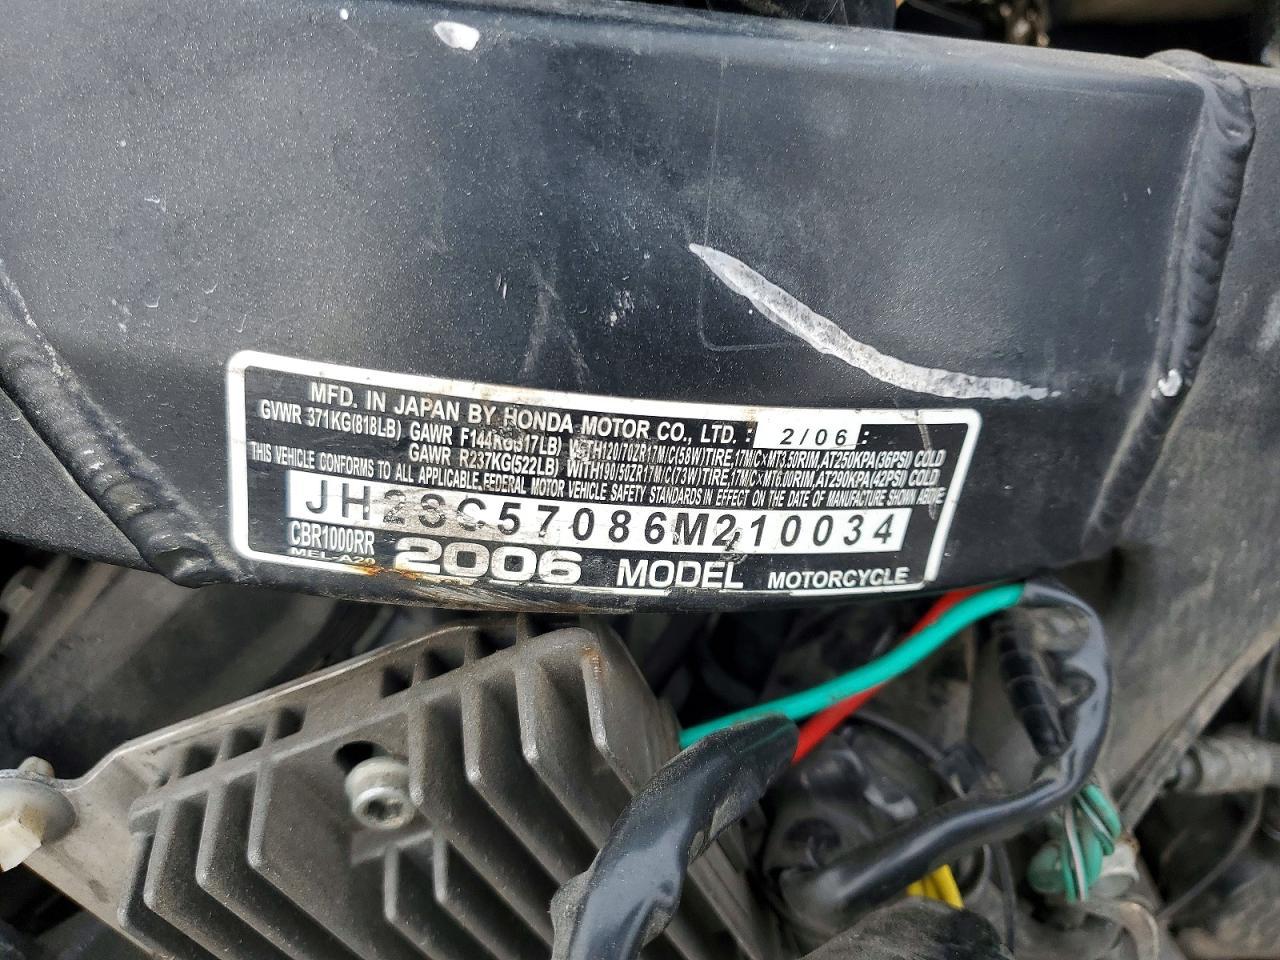 MFD. IN JAPAN BY HONDA MOTOR CO., LTD. : 2/06 :
GVWR 371KG(818LB) GAWR F144KG(317LB) WITH120/70ZR17M/C(58W)TIRE,17M/C×MT3.50RIM,AT250KPA(36PSI) COLD
GAWR R237KG(522LB) WITH190/50ZR17M/C(73W)TIRE,17M/C×MT6.00RIM,AT290KPA(42PSI) COLD
THIS VEHICLE CONFORMS TO ALL APPLICABLE FEDERAL MOTOR VEHICLE SAFETY STANDARDS IN EFFECT ON THE DATE OF MANUFACTURE SHOWN ABOVE
JH2SC57086M210034
CBR1000RR 2006 MODEL MOTORCYCLE